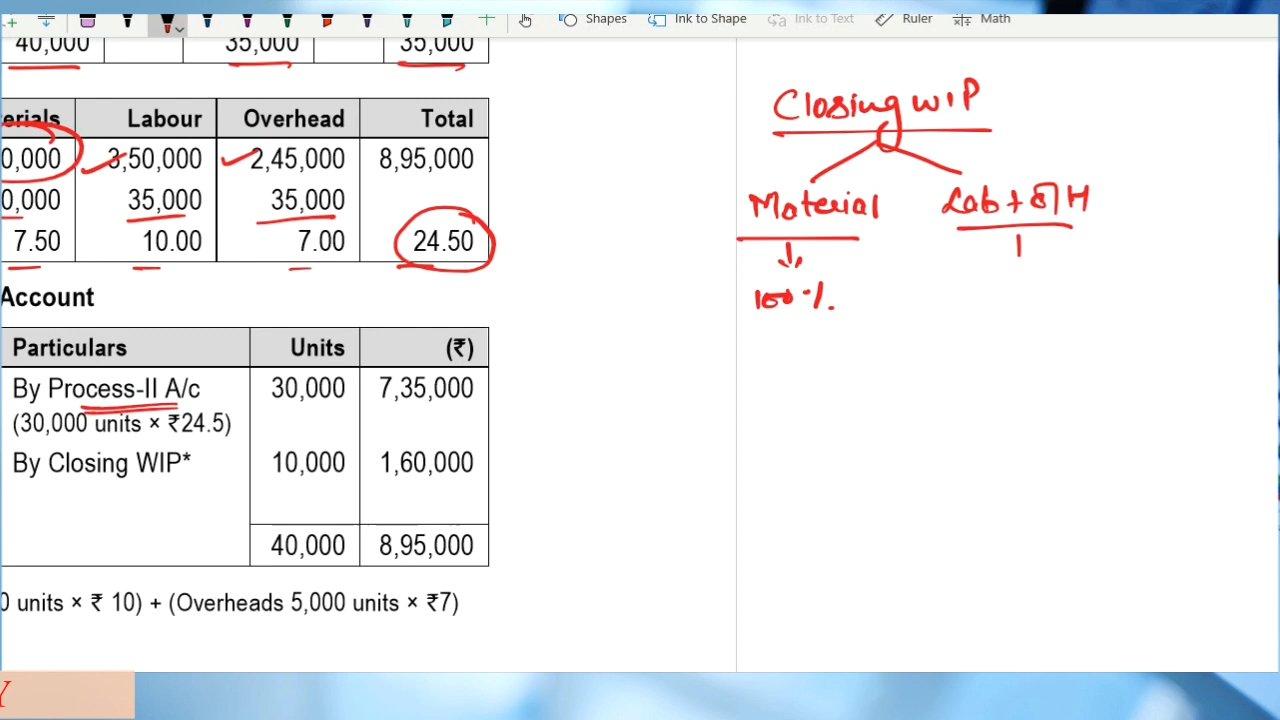 Shapes Ink to Shape Ink to Text Ruler Math
40,000 35,000 35,000
erials Labour Overhead Total
0,000 3,50,000 2,45,000 8,95,000
0,000 35,000 35,000
7.50 10.00 7.00 24.50
Account
Particulars Units (₹)
By Process-II A/c 30,000 7,35,000
(30,000 units × ₹24.5)
By Closing WIP* 10,000 1,60,000
40,000 8,95,000
0 units × ₹ 10) + (Overheads 5,000 units × ₹7)
Closing WIP
Material Lab + O/H
100%.
Y